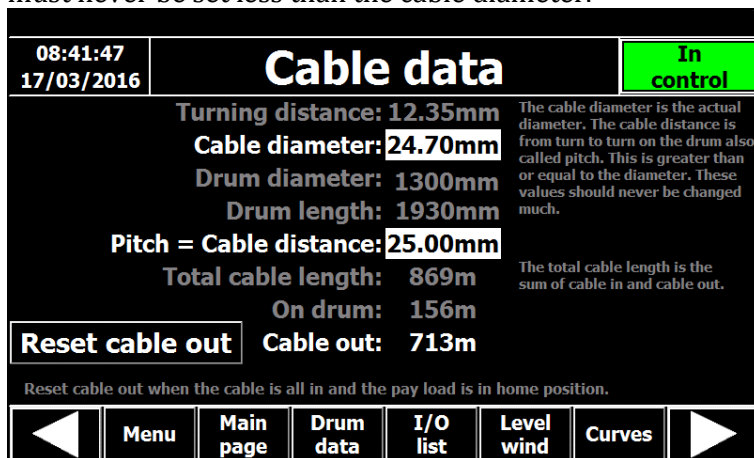 must never be set less than the cable diameter.
08:41:47
17/03/2016
Cable data
In
control
Turning distance: 12.35mm
Cable diameter: 24.70mm
Drum diameter: 1300mm
Drum length: 1930mm
Pitch = Cable distance: 25.00mm
Total cable length: 869m
On drum: 156m
Reset cable out
Cable out: 713m
The cable diameter is the actual
diameter. The cable distance is
from turn to turn on the drum also
called pitch. This is greater than
or equal to the diameter. These
values should never be changed
much.
The total cable length is the
sum of cable in and cable out.
Reset cable out when the cable is all in and the pay load is in home position.
Menu
Main
page
Drum
data
I/O
list
Level
wind
Curves